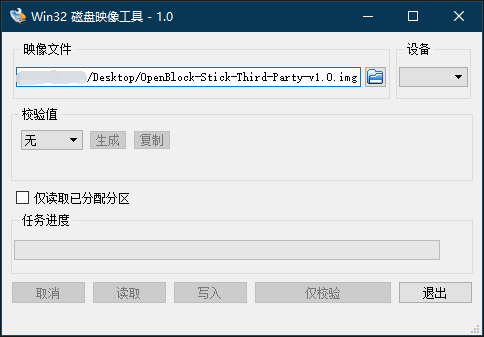 Win32 磁盘映像工具 - 1.0
映像文件
设备
/Desktop/OpenBlock-Stick-Third-Party-v1.0.img
校验值
无
生成
复制
仅读取已分配分区
任务进度
取消
读取
写入
仅校验
退出